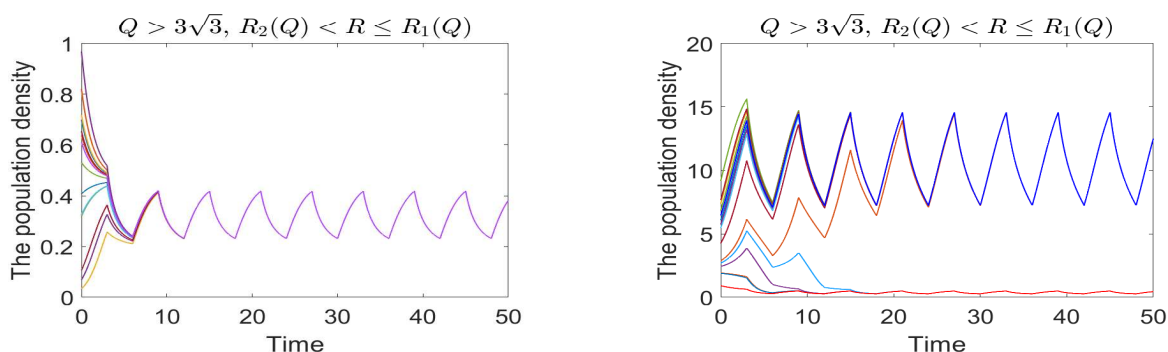 Q > 3√3, R₂(Q) < R ≤ R₁(Q)
The population density
1
0.8
0.6
0.4
0.2
0
0 10 20 30 40 50
Time
Q > 3√3, R₂(Q) < R ≤ R₁(Q)
The population density
20
15
10
5
0
0 10 20 30 40 50
Time